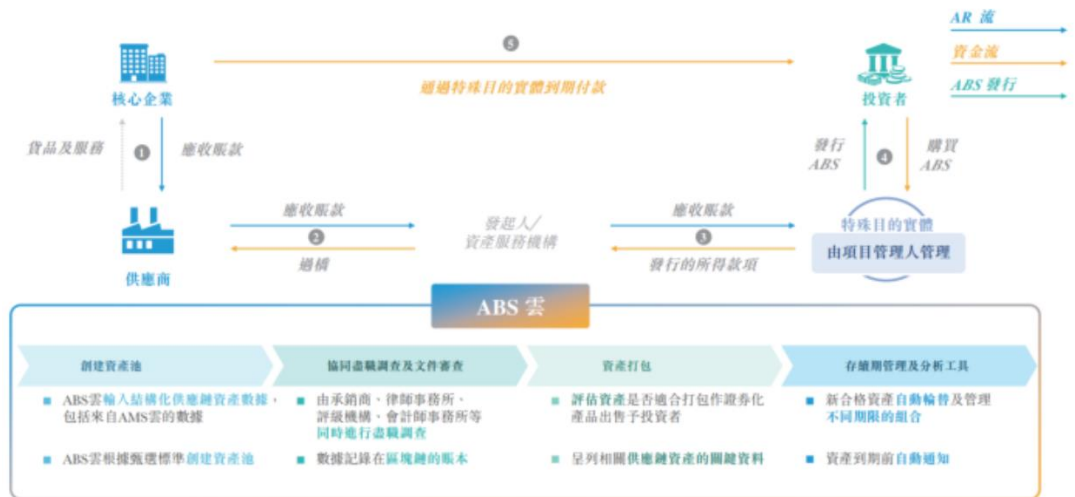 AR 流
⑤
資金流
通過特殊目的實體到期付款
核心企業
投資者
ABS 發行
貨品及服務
①
應收賬款
發行
ABS
④
購買
ABS
應收賬款
②
過橋
發起人/
資產服務機構
應收賬款
③
發行的所得款項
特殊目的實體
由項目管理人管理
供應商
ABS 雲
創建資產池
ABS雲輸入結構化供應鏈資產數據，
包括來自AMS雲的數據
ABS雲根據甄選標準創建資產池
協同盡職調查及文件審查
由承銷商、律師事務所、
評級機構、會計師事務所等
同時進行盡職調查
數據記錄在區塊鏈的賬本
資產打包
評估資產是否適合打包作證券化
產品出售予投資者
呈列相關供應鏈資產的關鍵資料
存續期管理及分析工具
新合格資產自動輪替及管理
不同期限的組合
資產到期前自動通知